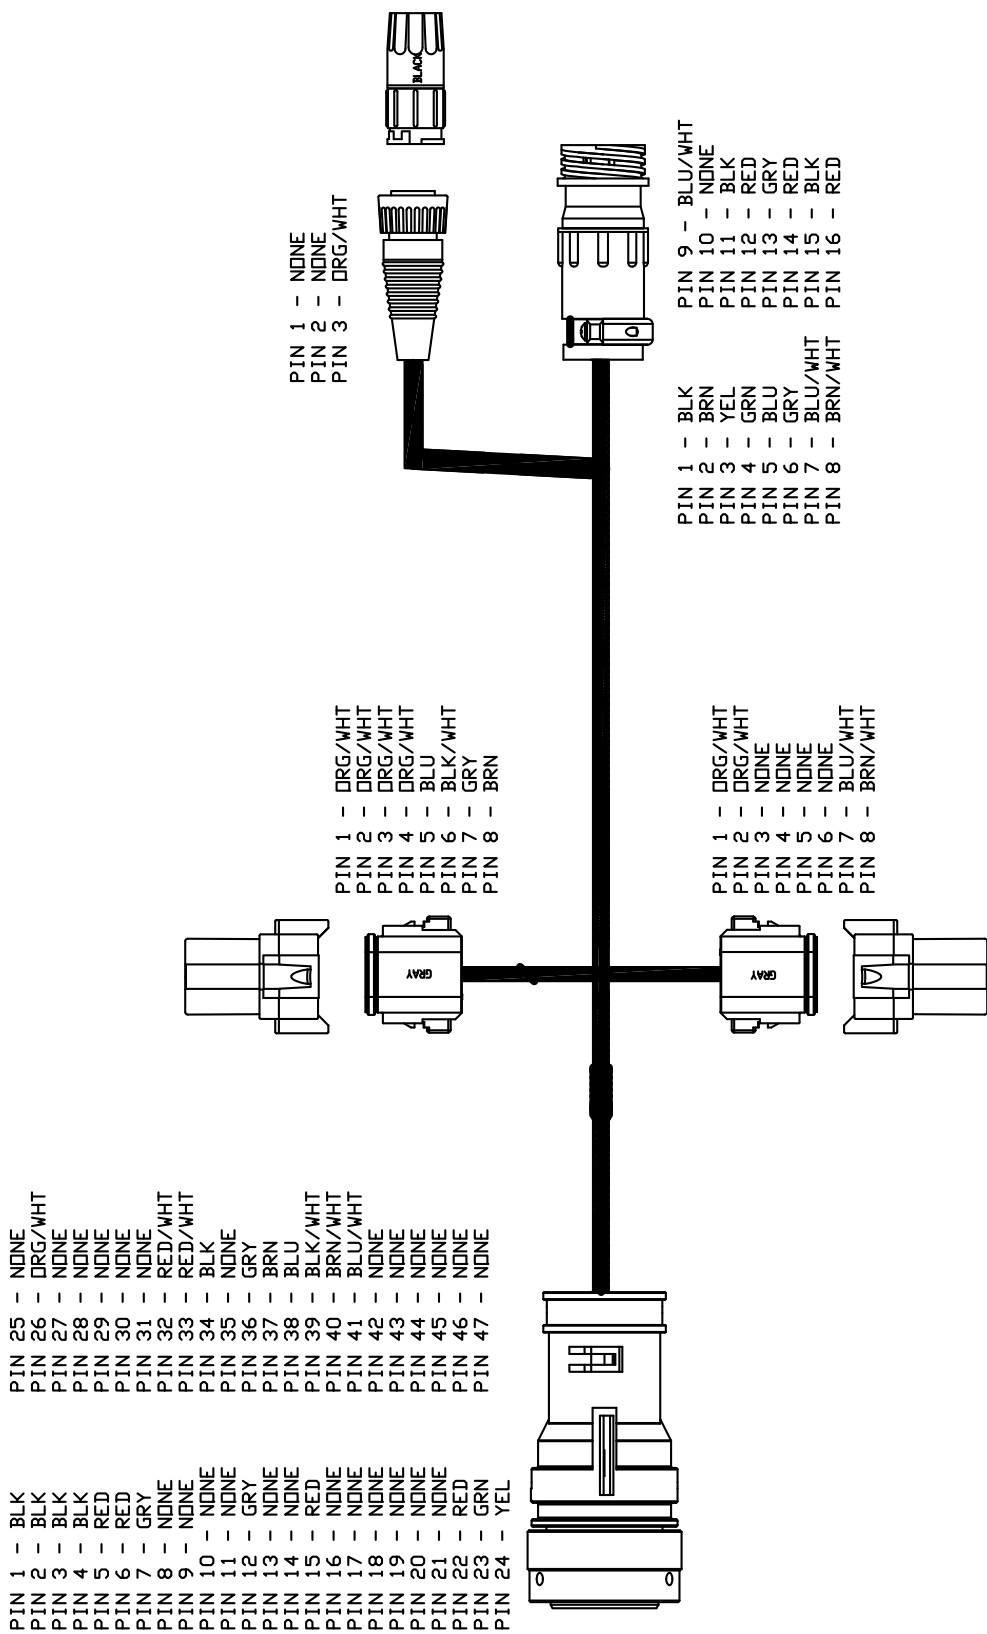 PIN 1 - BLK
PIN 2 - BLK
PIN 3 - BLK
PIN 4 - BLK
PIN 5 - RED
PIN 6 - RED
PIN 7 - GRY
PIN 8 - NONE
PIN 9 - NONE
PIN 10 - NONE
PIN 11 - NONE
PIN 12 - GRY
PIN 13 - NONE
PIN 14 - NONE
PIN 15 - RED
PIN 16 - NONE
PIN 17 - NONE
PIN 18 - NONE
PIN 19 - NONE
PIN 20 - NONE
PIN 21 - NONE
PIN 22 - RED
PIN 23 - GRN
PIN 24 - YEL
PIN 25 - NONE
PIN 26 - ORG/WHT
PIN 27 - NONE
PIN 28 - NONE
PIN 29 - NONE
PIN 30 - NONE
PIN 31 - NONE
PIN 32 - RED/WHT
PIN 33 - RED/WHT
PIN 34 - BLK
PIN 35 - NONE
PIN 36 - GRY
PIN 37 - BRN
PIN 38 - BLU
PIN 39 - BLK/WHT
PIN 40 - BRN/WHT
PIN 41 - BLU/WHT
PIN 42 - NONE
PIN 43 - NONE
PIN 44 - NONE
PIN 45 - NONE
PIN 46 - NONE
PIN 47 - NONE
PIN 1 - ORG/WHT
PIN 2 - ORG/WHT
PIN 3 - ORG/WHT
PIN 4 - ORG/WHT
PIN 5 - BLU
PIN 6 - BLK/WHT
PIN 7 - GRY
PIN 8 - BRN
GRAY
PIN 1 - ORG/WHT
PIN 2 - ORG/WHT
PIN 3 - NONE
PIN 4 - NONE
PIN 5 - NONE
PIN 6 - NONE
PIN 7 - BLU/WHT
PIN 8 - BRN/WHT
GRAY
PIN 1 - NONE
PIN 2 - NONE
PIN 3 - ORG/WHT
BLACK
PIN 1 - BLK
PIN 2 - BRN
PIN 3 - YEL
PIN 4 - GRN
PIN 5 - BLU
PIN 6 - GRY
PIN 7 - BLU/WHT
PIN 8 - BRN/WHT
PIN 9 - BLU/WHT
PIN 10 - NONE
PIN 11 - BLK
PIN 12 - RED
PIN 13 - GRY
PIN 14 - RED
PIN 15 - BLK
PIN 16 - RED